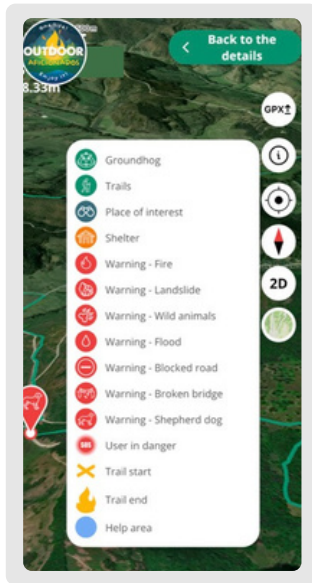 OUTDOOR
AFICIONADOS
Enjoy it!
Back to the
details
8.33m
GPX
Groundhog
Trails
Place of interest
Shelter
Warning - Fire
Warning - Landslide
Warning - Wild animals
Warning - Flood
Warning - Blocked road
Warning - Broken bridge
Warning - Shepherd dog
SOS
User in danger
Trail start
Trail end
Help area
2D